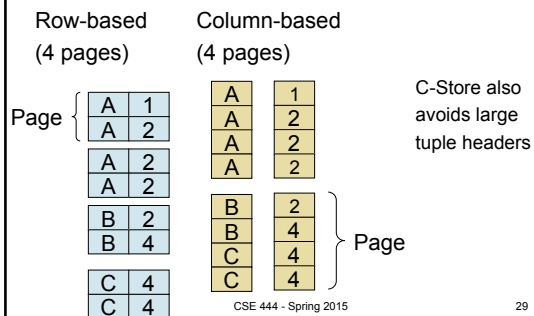 Row-based
(4 pages)
Column-based
(4 pages)
Page
A 1
A 2
A 2
A 2
B 2
B 4
C 4
C 4
A
A
A
A
B
B
C
C
1
2
2
2
2
4
4
4
Page
C-Store also
avoids large
tuple headers
CSE 444 - Spring 2015
29